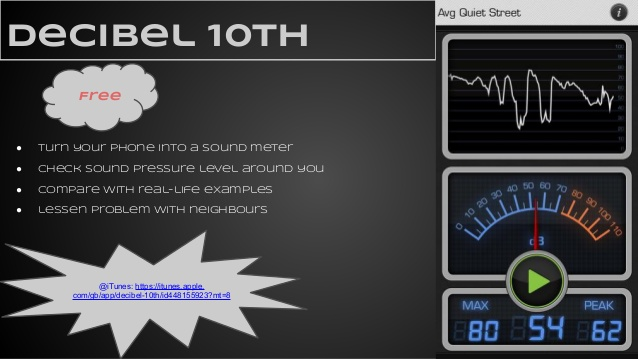 Decibel 10th
Free
Turn your phone into a sound meter
Check sound pressure level around you
Compare with real-life examples
Lessen problem with neighbours
@iTunes: https://itunes.apple.
com/gb/app/decibel-10th/id448155923?mt=8
Avg Quiet Street
i
0 10 20 30 40 50 60 70 80 90 100 110
dB
MAX
PEAK
80 54 62